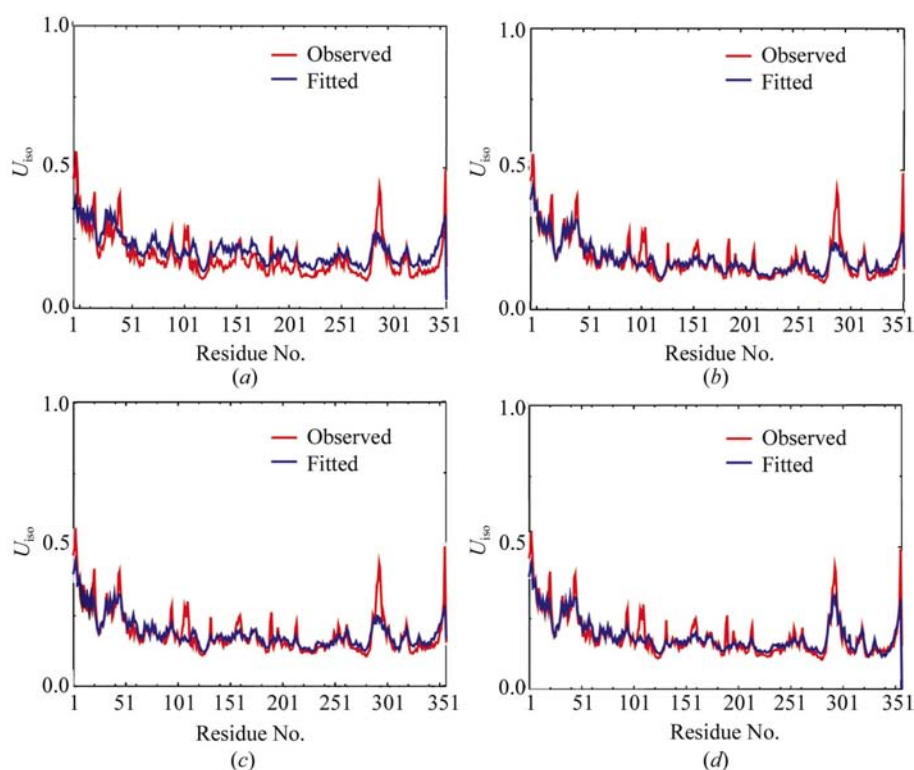 1.0
Observed
Fitted
0.5
U_iso
0.0
1 51 101 151 201 251 301 351
Residue No.
(a)
1.0
Observed
Fitted
0.5
U_iso
0.0
1 51 101 151 201 251 301 351
Residue No.
(b)
1.0
Observed
Fitted
0.5
U_iso
0.0
1 51 101 151 201 251 301 351
Residue No.
(c)
1.0
Observed
Fitted
0.5
U_iso
0.0
1 51 101 151 201 251 301 351
Residue No.
(d)